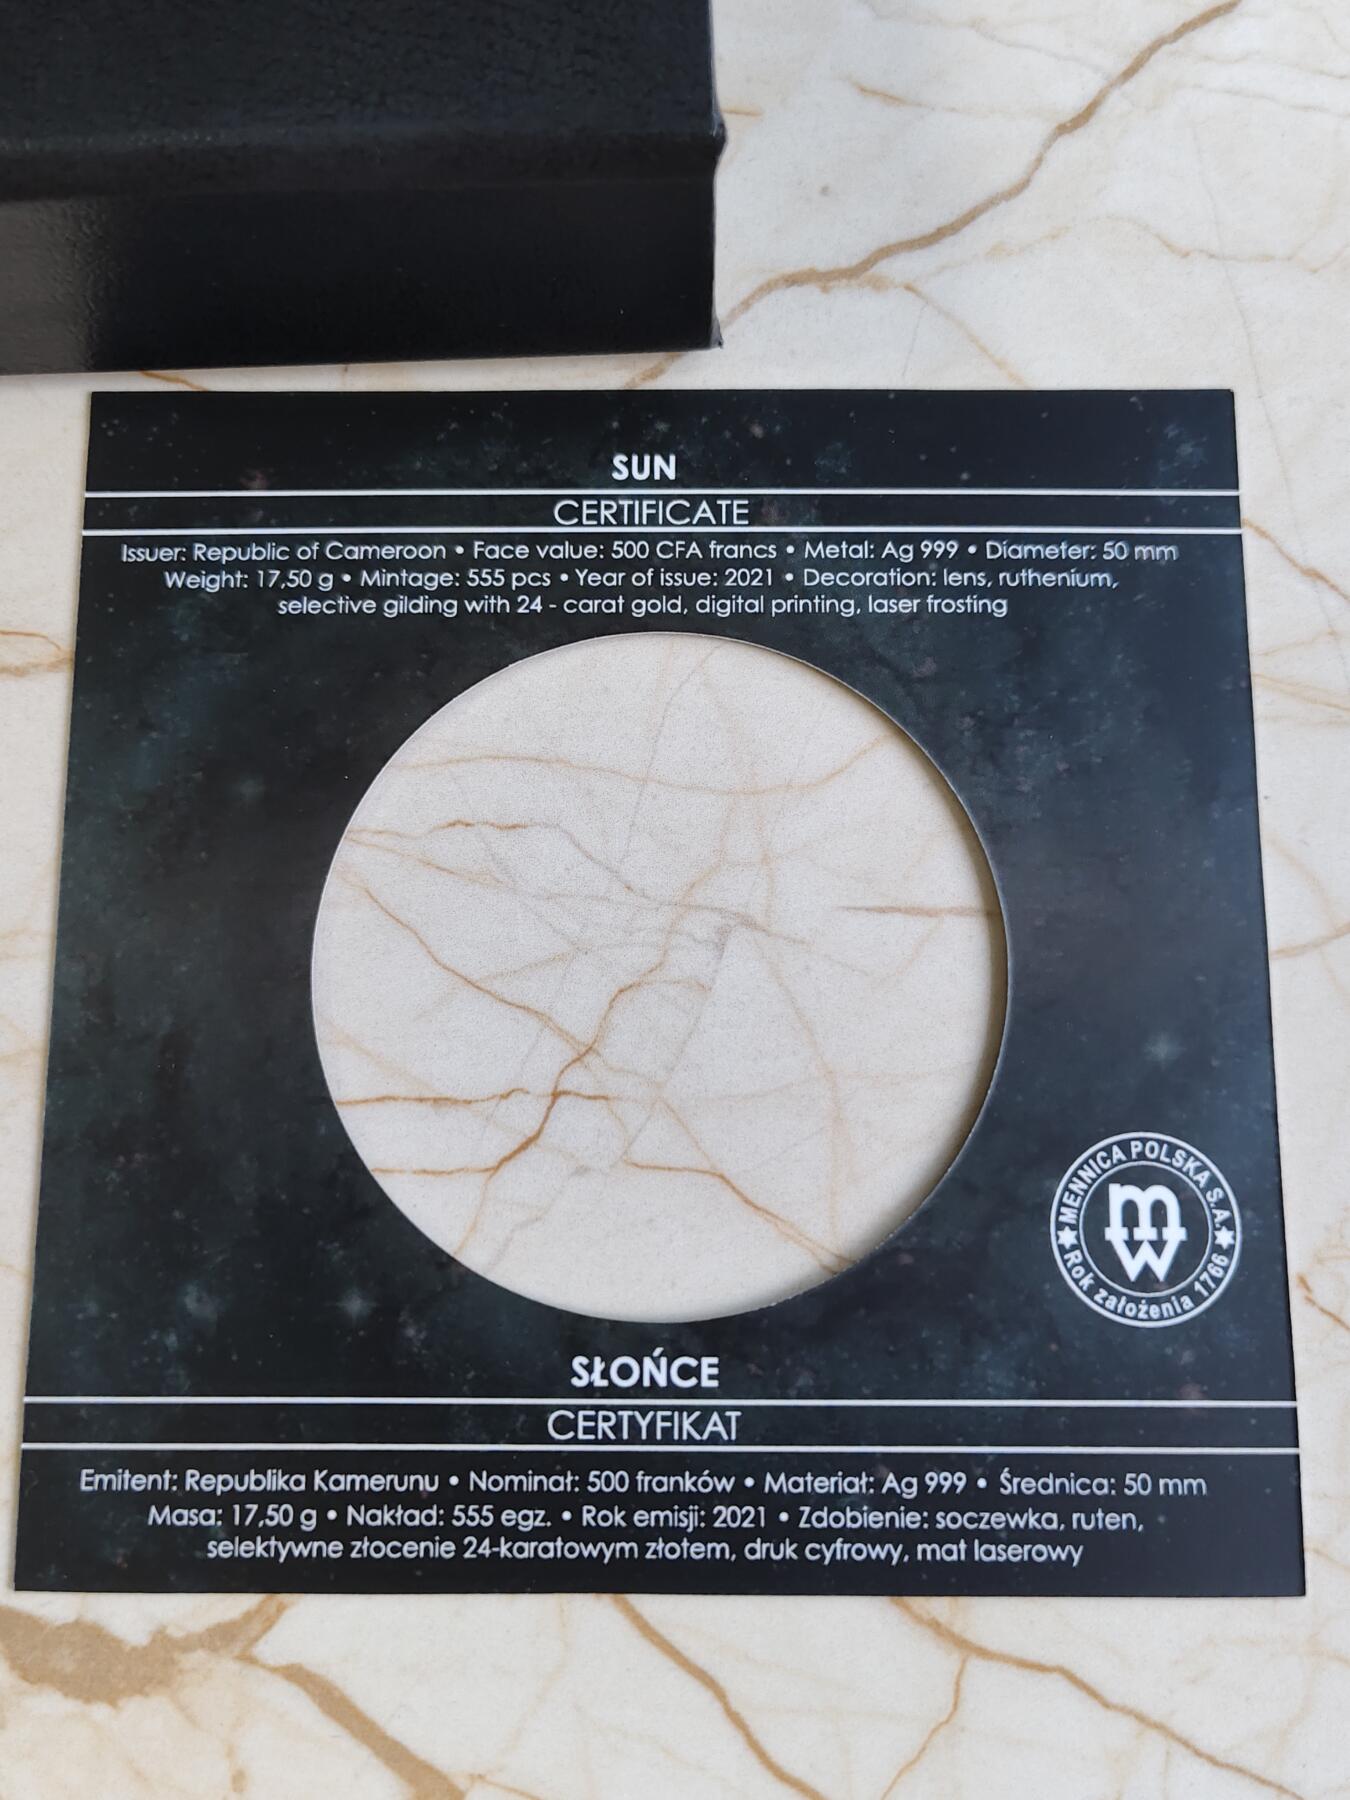 SUN
CERTIFICATE
Issuer: Republic of Cameroon • Face value: 500 CFA francs • Metal: Ag 999 • Diameter: 50 mm
Weight: 17,50 g • Mintage: 555 pcs • Year of issue: 2021 • Decoration: lens, ruthenium,
selective gilding with 24 - carat gold, digital printing, laser frosting
MENNICA POLSKA S.A.
mw
Rok założenia 1766
SŁOŃCE
CERTYFIKAT
Emitent: Republika Kamerunu • Nominał: 500 franków • Materiał: Ag 999 • Średnica: 50 mm
Masa: 17,50 g • Nakład: 555 egz. • Rok emisji: 2021 • Zdobienie: soczewka, ruten,
selektywne złocenie 24-karatowym złotem, druk cyfrowy, mat laserowy